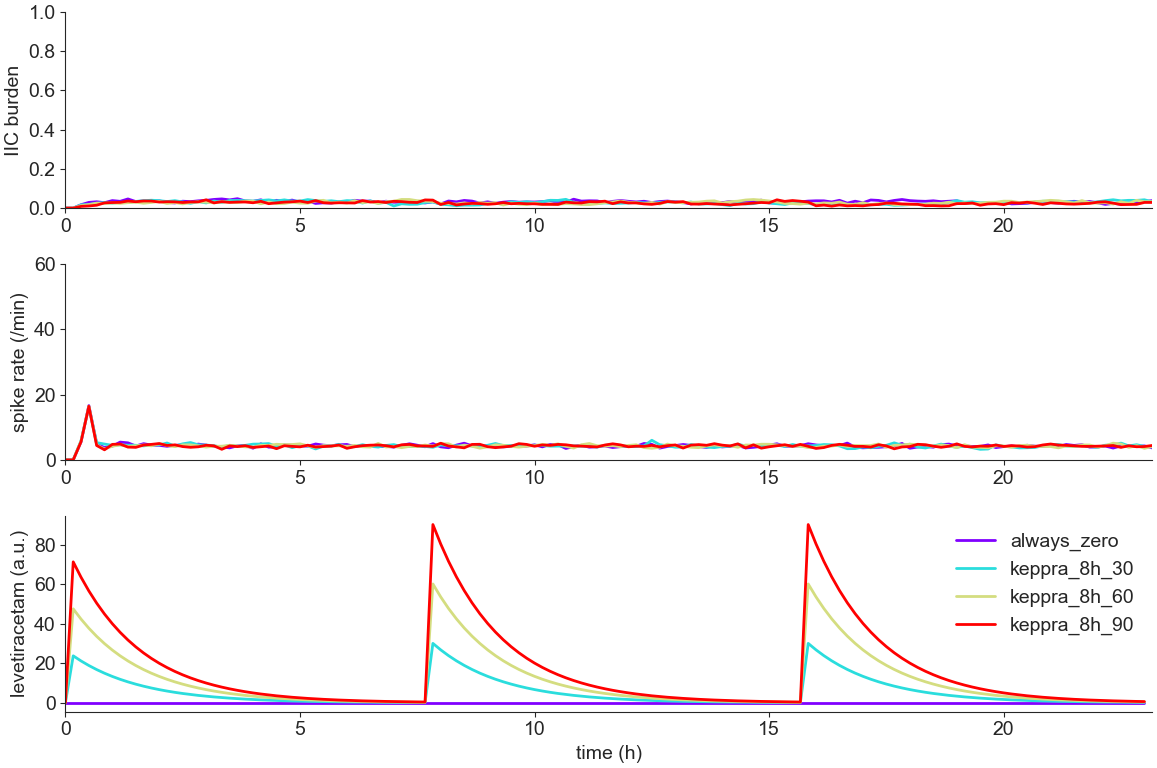 IIC burden
1.0
0.8
0.6
0.4
0.2
0.0
0 5 10 15 20
spike rate (/min)
60
40
20
0
0 5 10 15 20
levetiracetam (a.u.)
80
60
40
20
0
always_zero
keppra_8h_30
keppra_8h_60
keppra_8h_90
0 5 10 15 20
time (h)